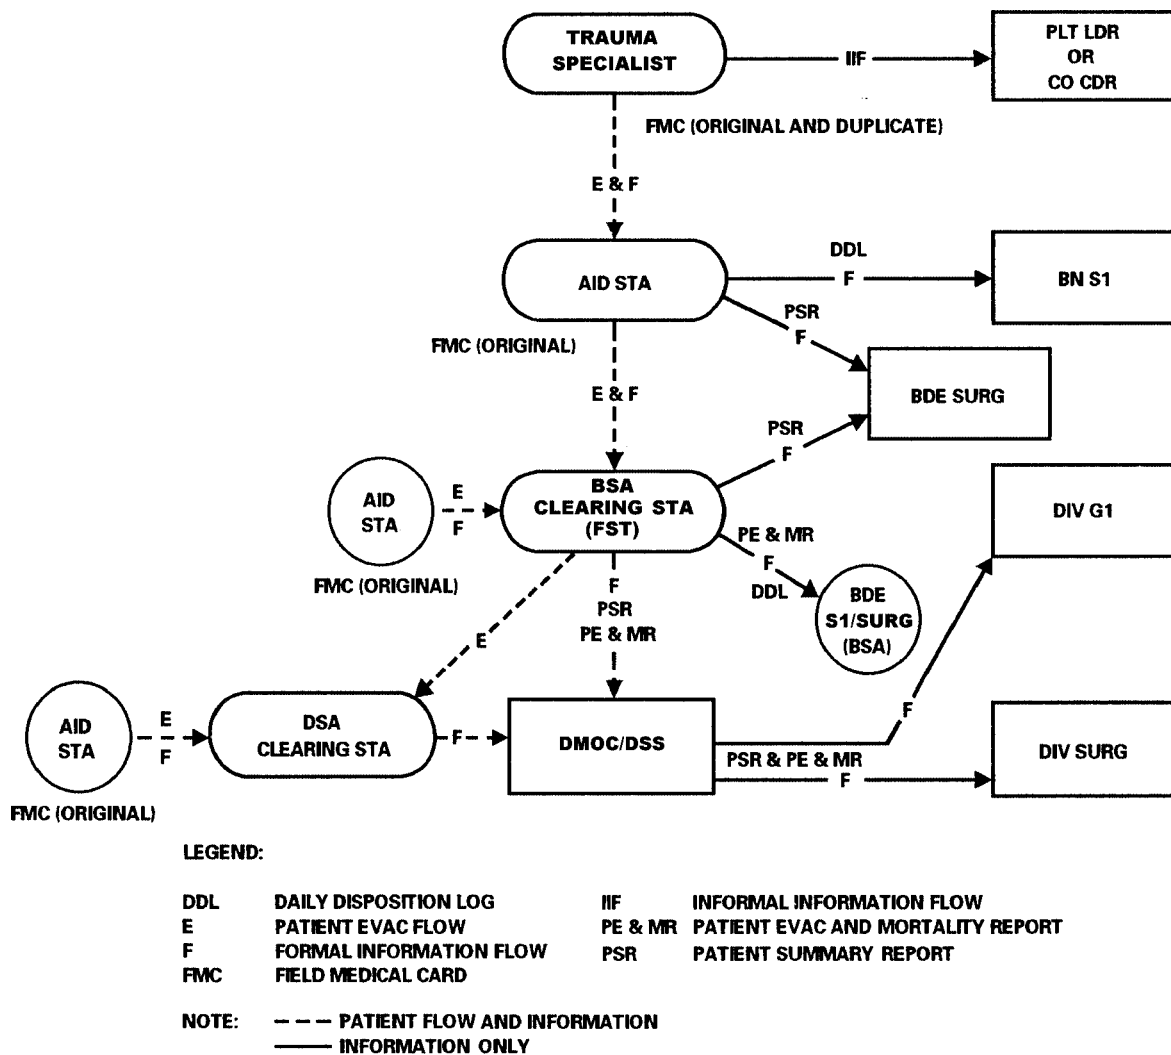 TRAUMA
SPECIALIST
IIF
PLT LDR
OR
CO CDR
FMC (ORIGINAL AND DUPLICATE)
E & F
AID STA
DDL
F
BN S1
PSR
F
FMC (ORIGINAL)
E & F
BDE SURG
PSR
F
AID
STA
E
F
BSA
CLEARING STA
(FST)
DIV G1
FMC (ORIGINAL)
PE & MR
F
DDL
BDE
S1/SURG
(BSA)
F
PSR
PE & MR
E
AID
STA
E
F
DSA
CLEARING STA
F
DMOC/DSS
F
PSR & PE & MR
F
DIV SURG
FMC (ORIGINAL)
LEGEND:
DDL DAILY DISPOSITION LOG IIF INFORMAL INFORMATION FLOW
E PATIENT EVAC FLOW PE & MR PATIENT EVAC AND MORTALITY REPORT
F FORMAL INFORMATION FLOW PSR PATIENT SUMMARY REPORT
FMC FIELD MEDICAL CARD
NOTE: PATIENT FLOW AND INFORMATION
INFORMATION ONLY